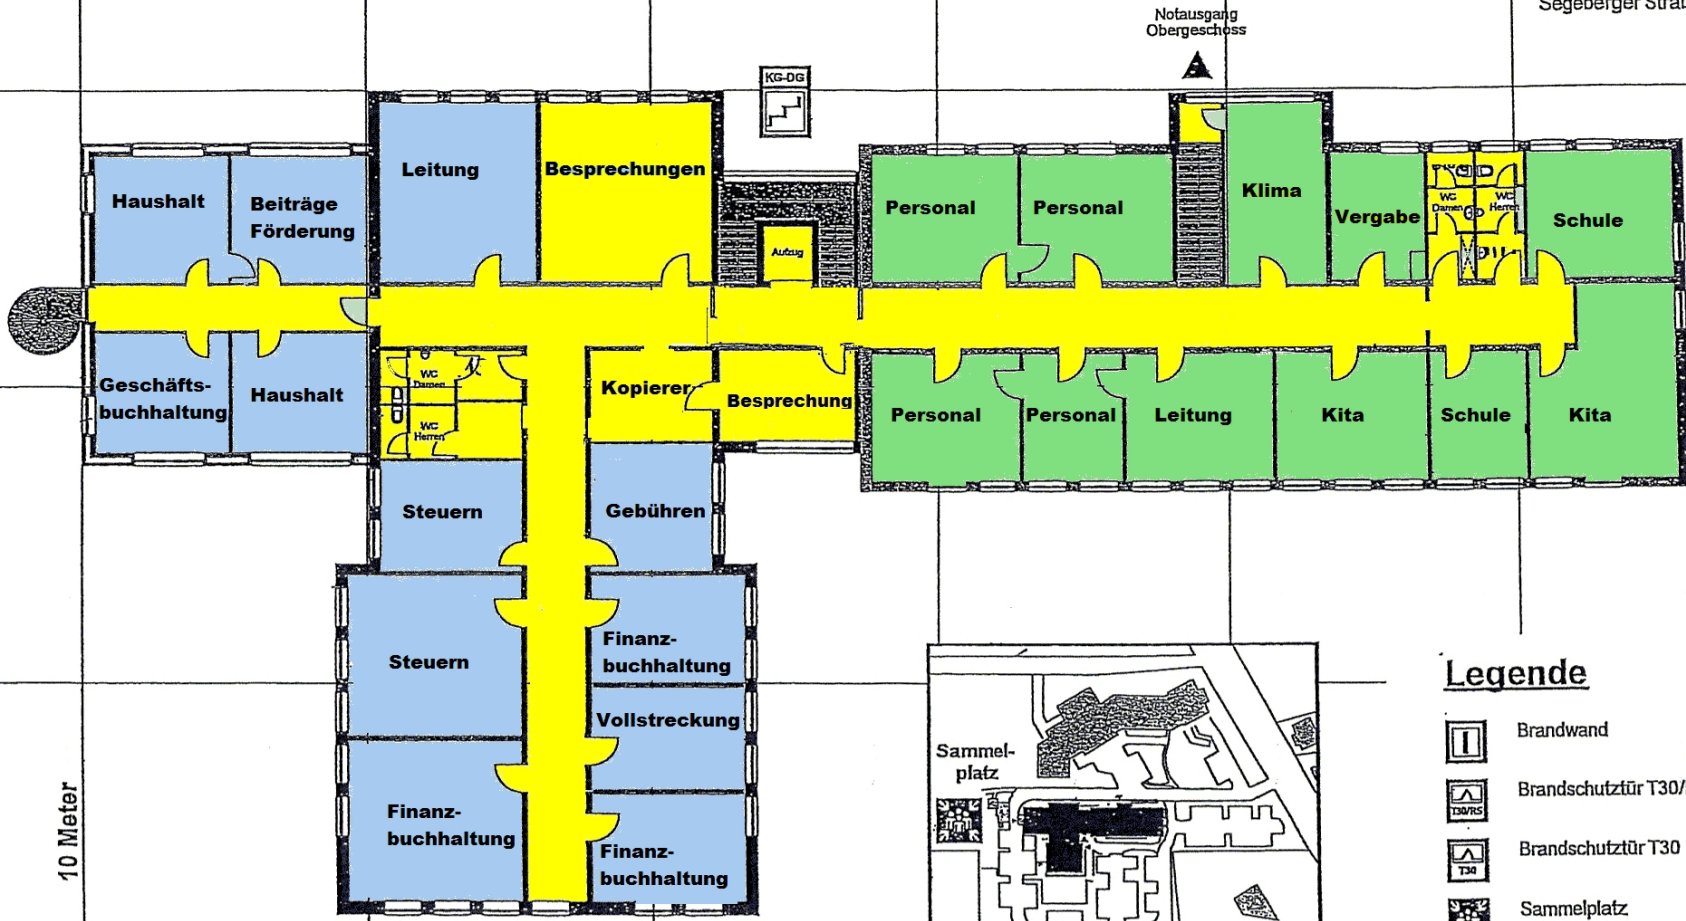 Segeberger Straß
Notausgang
Obergeschoss
KG-DG
Haushalt
Beiträge
Förderung
Leitung
Besprechungen
Aufzug
Personal
Personal
Klima
Vergabe
WC
Damen
WC
Herren
Schule
Geschäfts-
buchhaltung
Haushalt
WC
Damen
WC
Herren
Kopierer
Besprechung
Personal
Personal
Leitung
Kita
Schule
Kita
Steuern
Gebühren
Steuern
Finanz-
buchhaltung
Vollstreckung
Finanz-
buchhaltung
Finanz-
buchhaltung
10 Meter
Sammel-
platz
Legende
Brandwand
T30/RS
Brandschutztür T30/
T30
Brandschutztür T30
Sammelplatz